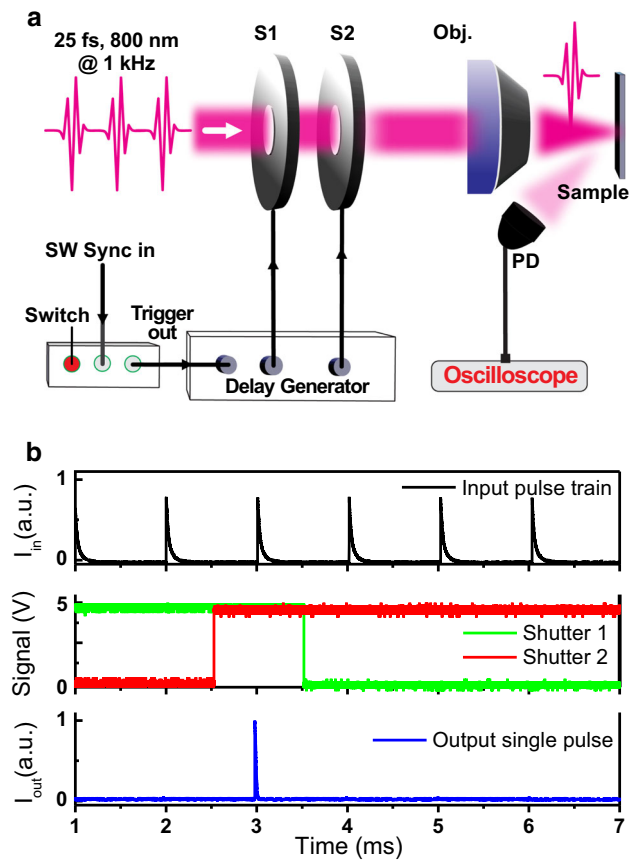 a
25 fs, 800 nm
@ 1 kHz
S1
S2
Obj.
Sample
PD
SW Sync in
Switch
Trigger
out
Delay Generator
Oscilloscope
b
I_in(a.u.)
1
0
Input pulse train
Signal (V)
5
0
Shutter 1
Shutter 2
I_out(a.u.)
1
0
Output single pulse
1 2 3 4 5 6 7
Time (ms)